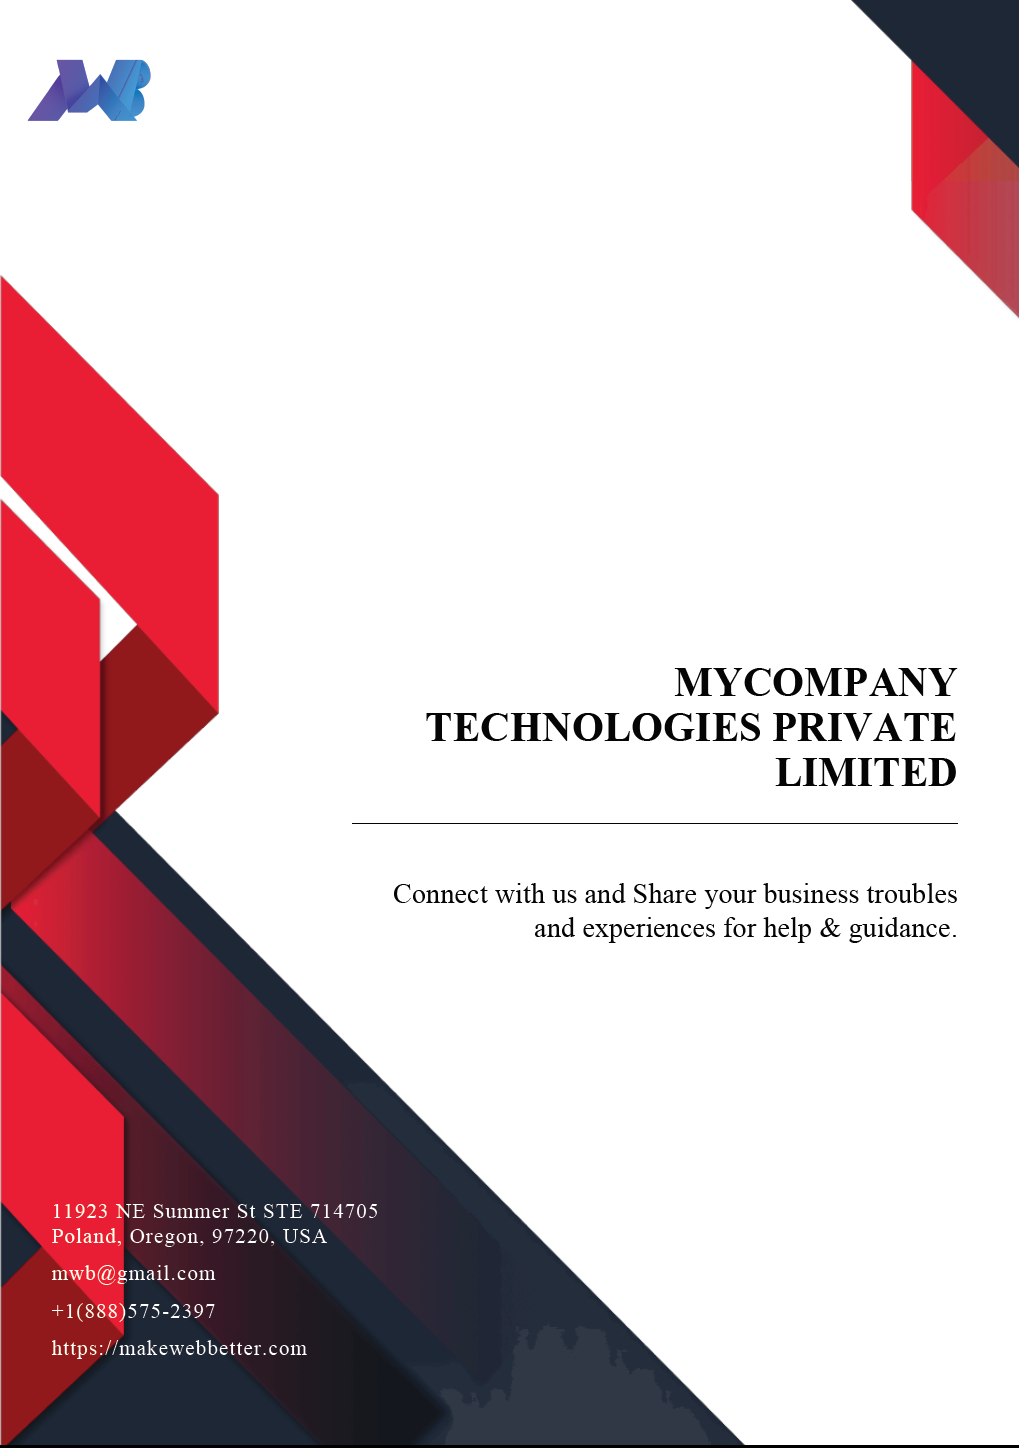 MWB
MYCOMPANY
TECHNOLOGIES PRIVATE
LIMITED
Connect with us and Share your business troubles
and experiences for help & guidance.
11923 NE Summer St STE 714705
Poland, Oregon, 97220, USA
mwb@gmail.com
+1(888)575-2397
https://makewebbetter.com